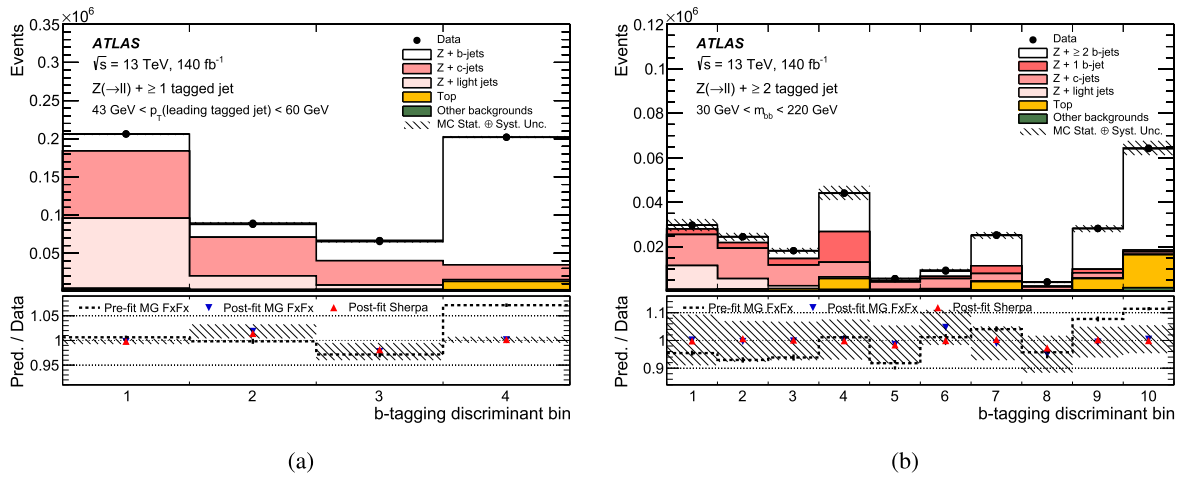 ×10⁶
Events
0.35
0.3
0.25
0.2
0.15
0.1
0.05
ATLAS
√s = 13 TeV, 140 fb⁻¹
Z(→ll) + ≥ 1 tagged jet
43 GeV < p_T(leading tagged jet) < 60 GeV
Data
Z + b-jets
Z + c-jets
Z + light jets
Top
Other backgrounds
MC Stat. ⊕ Syst. Unc.
Pred. / Data
1.05
1
0.95
Pre-fit MG FxFx Post-fit MG FxFx Post-fit Sherpa
1 2 3 4
b-tagging discriminant bin
(a)
×10⁶
Events
0.12
0.1
0.08
0.06
0.04
0.02
ATLAS
√s = 13 TeV, 140 fb⁻¹
Z(→ll) + ≥ 2 tagged jet
30 GeV < m_bb < 220 GeV
Data
Z + ≥ 2 b-jets
Z + 1 b-jet
Z + c-jets
Z + light jets
Top
Other backgrounds
MC Stat. ⊕ Syst. Unc.
Pred. / Data
1.1
1
0.9
Pre-fit MG FxFx Post-fit MG FxFx Post-fit Sherpa
1 2 3 4 5 6 7 8 9 10
b-tagging discriminant bin
(b)